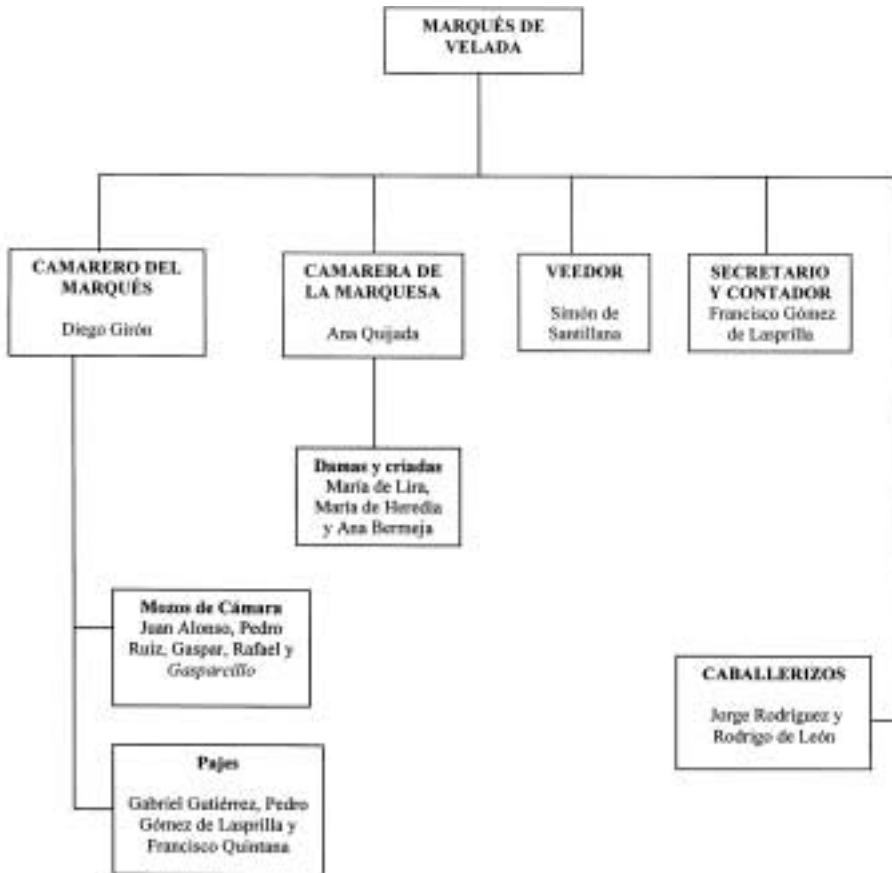 MARQUÉS DE
VELADA
CAMARERO DEL
MARQUÉS
Diego Girón
CAMARERA DE
LA MARQUESA
Ana Quijada
VEEDOR
Simón de
Santillana
SECRETARIO
Y CONTADOR
Francisco Gómez
de Lasprilla
Damas y criadas
María de Lira,
María de Heredia
y Ana Bermeja
Mozos de Cámara
Juan Alonso, Pedro
Ruiz, Gaspar, Rafael y
Gasparcillo
CABALLERIZOS
Jorge Rodríguez y
Rodrigo de León
Pajes
Gabriel Gutiérrez, Pedro
Gómez de Lasprilla y
Francisco Quintana